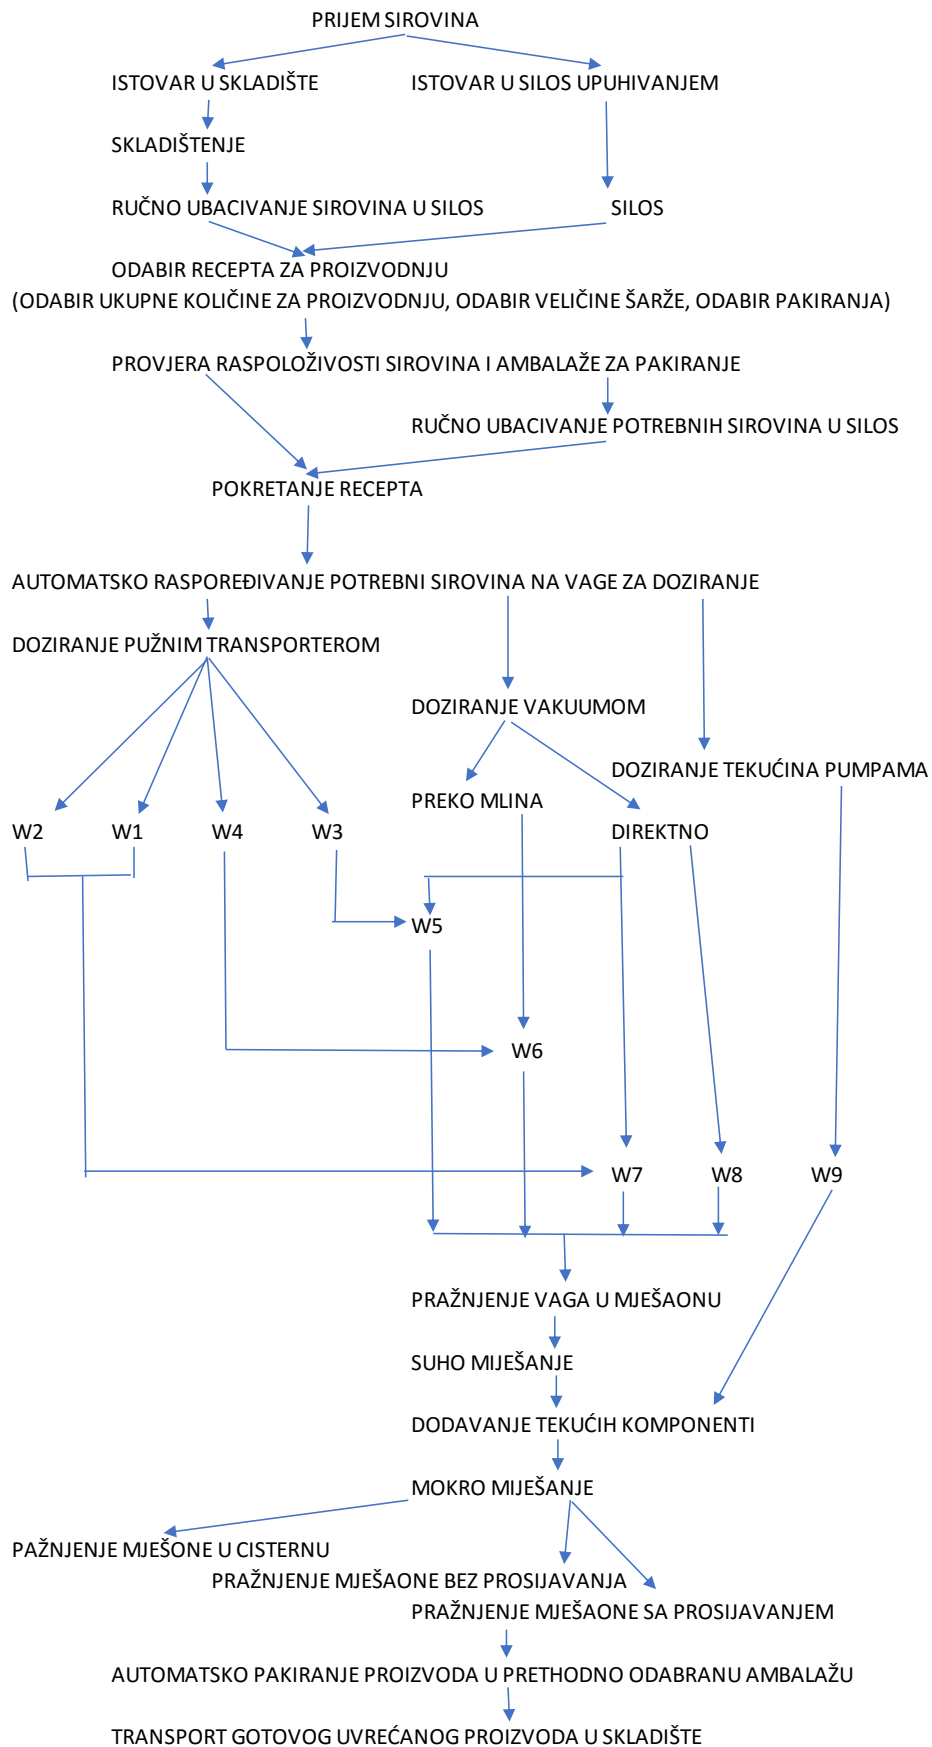 PRIJEM SIROVINA
ISTOVAR U SKLADIŠTE
ISTOVAR U SILOS UPUHIVANJEM
SKLADIŠTENJE
RUČNO UBACIVANJE SIROVINA U SILOS
SILOS
ODABIR RECEPTA ZA PROIZVODNJU
(ODABIR UKUPNE KOLIČINE ZA PROIZVODNJU, ODABIR VELIČINE ŠARŽE, ODABIR PAKIRANJA)
PROVJERA RASPOLOŽIVOSTI SIROVINA I AMBALAŽE ZA PAKIRANJE
RUČNO UBACIVANJE POTREBNIH SIROVINA U SILOS
POKRETANJE RECEPTA
AUTOMATSKO RASPOREĐIVANJE POTREBNI SIROVINA NA VAGE ZA DOZIRANJE
DOZIRANJE PUŽNIM TRANSPORTEROM
DOZIRANJE VAKUUMOM
DOZIRANJE TEKUĆINA PUMPAMA
PREKO MLINA
W2
W1
W4
W3
DIREKTNO
W5
W6
W7
W8
W9
PRAŽNJENJE VAGA U MJEŠAONU
SUHO MIJEŠANJE
DODAVANJE TEKUĆIH KOMPONENTI
MOKRO MIJEŠANJE
PAŽNJENJE MJEŠONE U CISTERNU
PRAŽNJENJE MJEŠAONE BEZ PROSIJAVANJA
PRAŽNJENJE MJEŠAONE SA PROSIJAVANJEM
AUTOMATSKO PAKIRANJE PROIZVODA U PRETHODNO ODABRANU AMBALAŽU
TRANSPORT GOTOVOG UVREĆANOG PROIZVODA U SKLADIŠTE